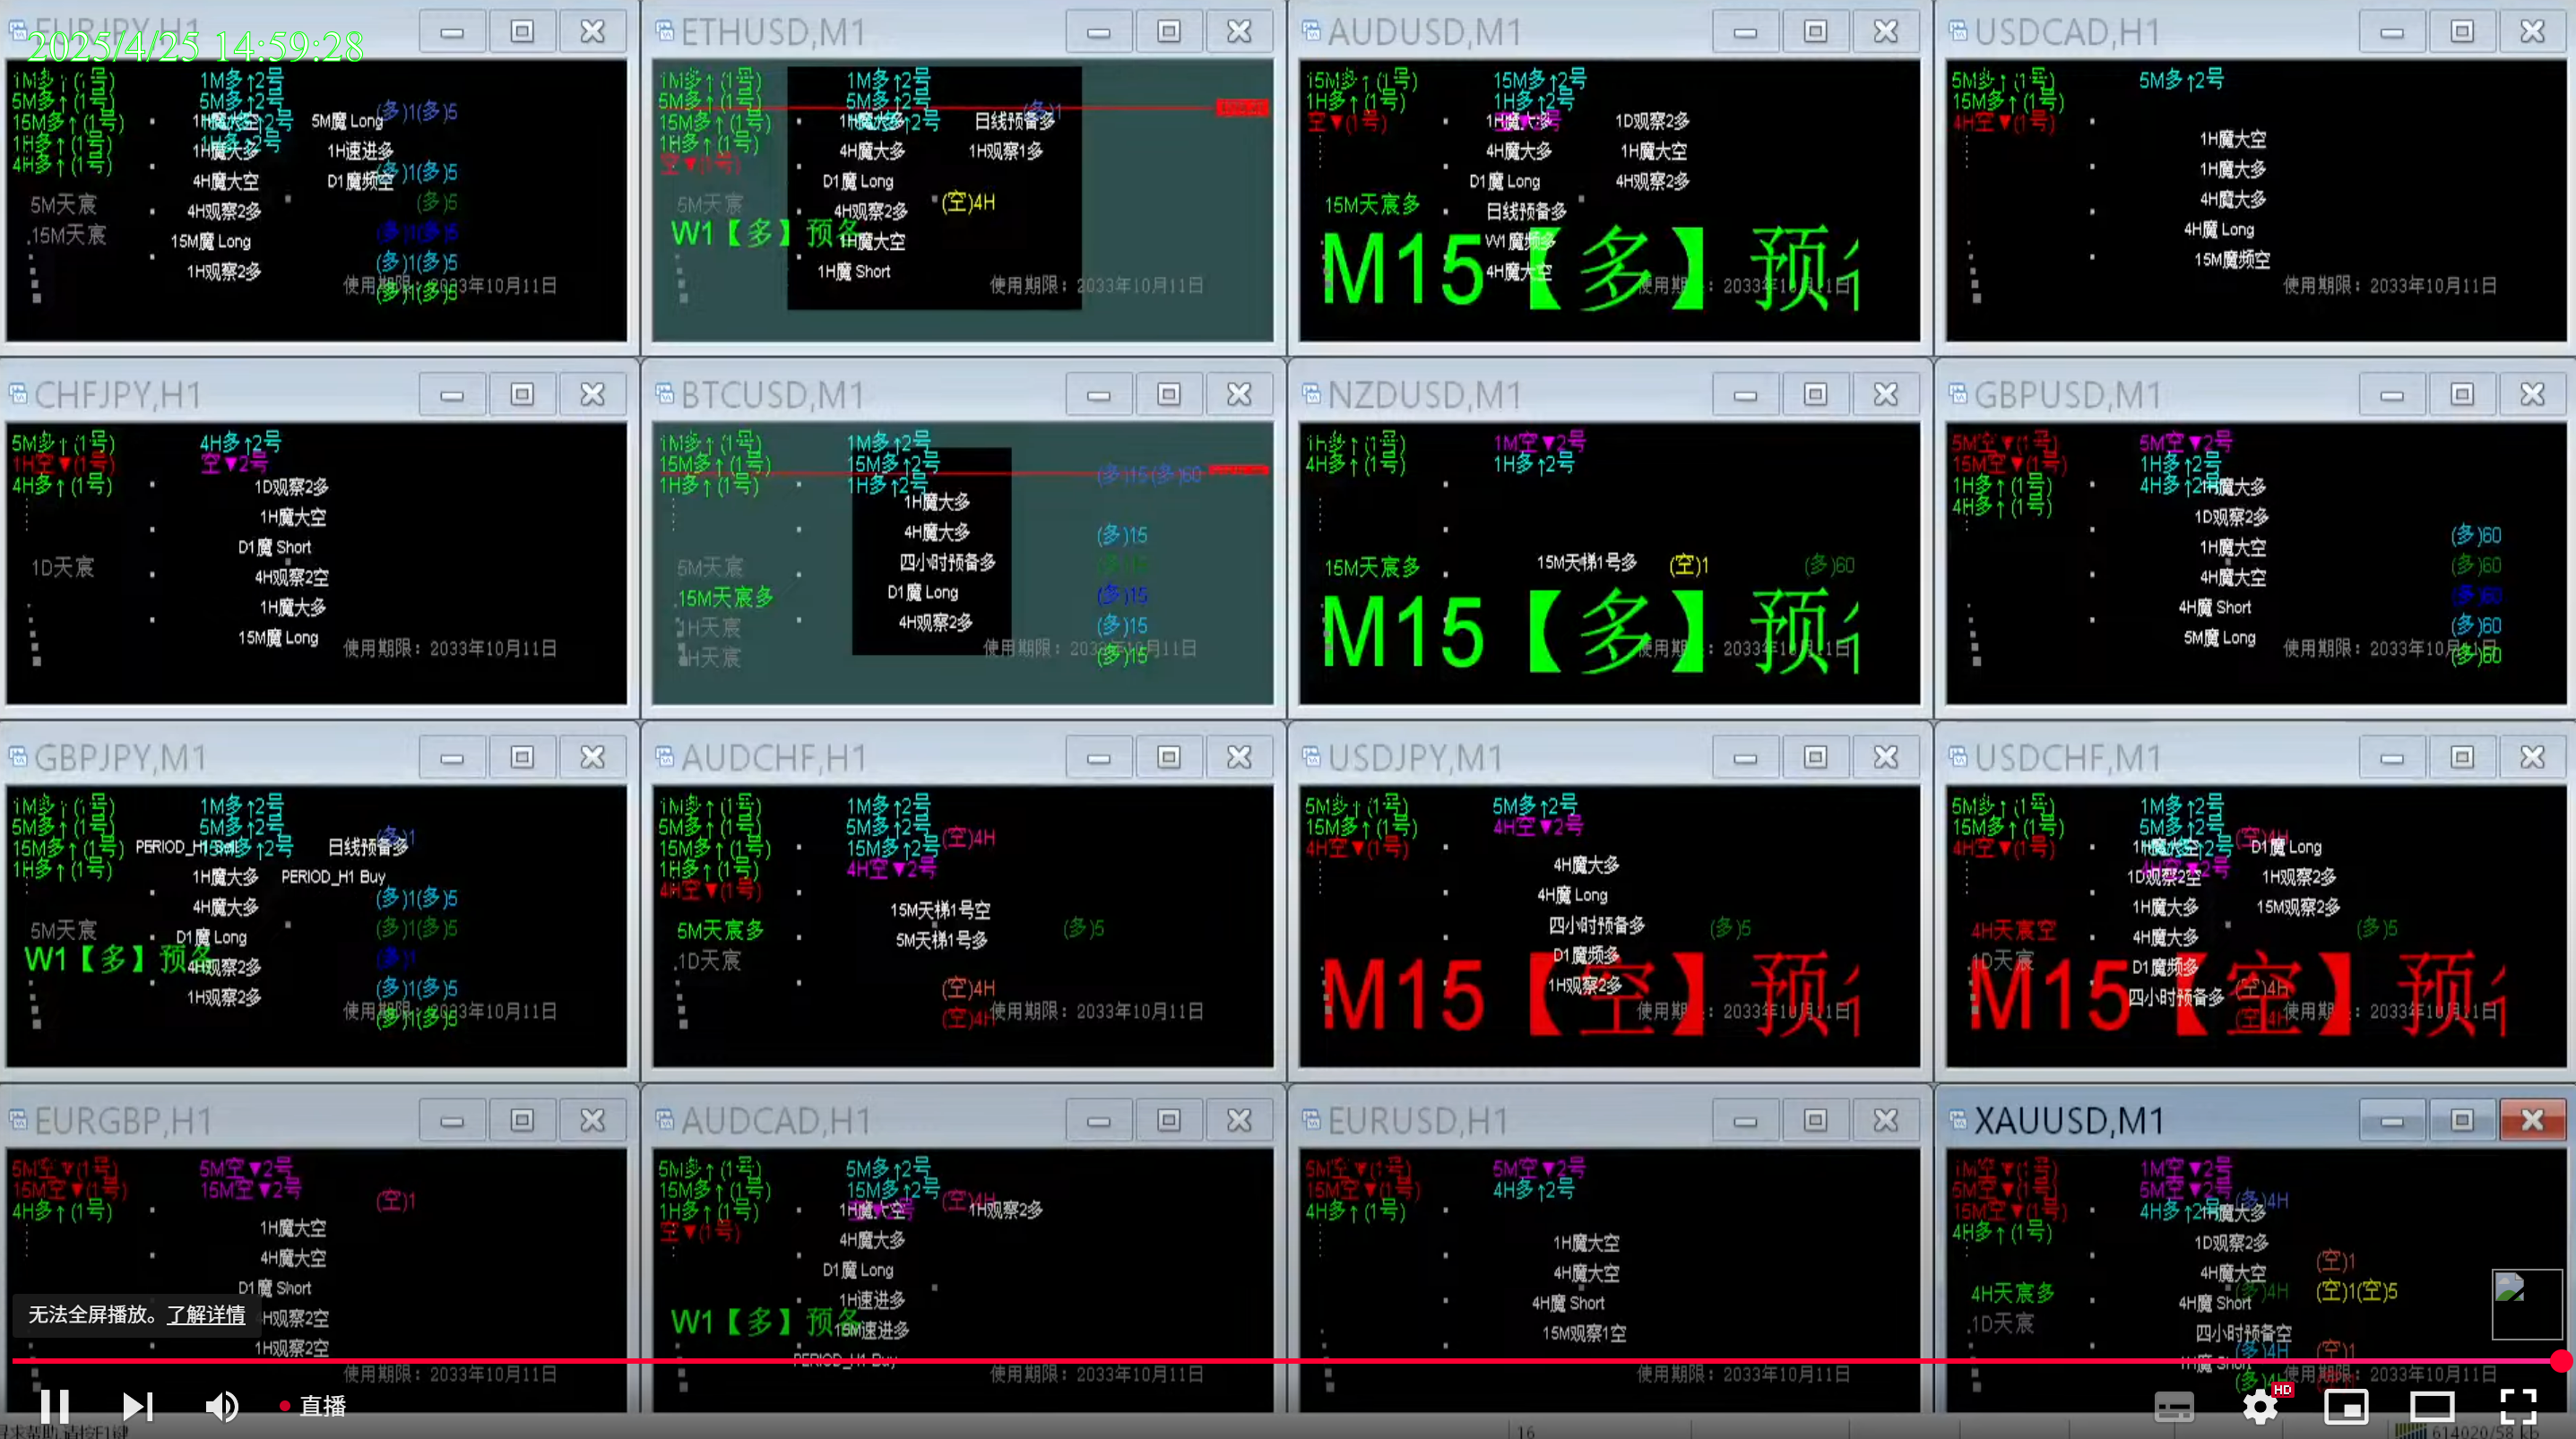 EURJPY,H1
2025/4/25 14:59:28
1M多↑(1号) 1M多↑2号
5M多↑(1号) 5M多↑2号
15M多↑(1号) 1H魔大空 5M魔 Long (多)1(多)5
1H多↑(1号) 1H魔大多 1H速进多
4H多↑(1号) 4H魔大空 D1魔频空 (多)1(多)5
5M天宸 4H观察2多 (多)5
15M天宸 15M魔 Long (多)1(多)5
1H观察2多 (多)1(多)5
使用期限：2033年10月11日
(多)1(多)5
ETHUSD,M1
1M多↑(1号) 1M多↑2号
5M多↑(1号) 5M多↑2号
15M多↑(1号) 1H魔大多 日线预备多 (多)1
1H多↑(1号) 4H魔大多 1H观察1多
空▼(1号) D1魔 Long
5M天宸 4H观察2多 (空)4H
W1【多】预备 1H魔大空
1H魔 Short
使用期限：2033年10月11日
AUDUSD,M1
15M多↑(1号) 15M多↑2号
1H多↑(1号) 1H多↑2号
空▼(1号) 1H魔大多 1D观察2多
4H魔大多 1H魔大空
D1魔 Long 4H观察2多
15M天宸多 日线预备多
W1魔频多
M15【多】预
4H魔大空
使用期限：2033年10月11日
USDCAD,H1
5M多↑(1号) 5M多↑2号
15M多↑(1号)
4H空▼(1号)
1H魔大空
1H魔大多
4H魔大多
4H魔 Long
15M魔频空
使用期限：2033年10月11日
CHFJPY,H1
5M多↑(1号) 4H多↑2号
1H空▼(1号) 空▼2号
4H多↑(1号) 1D观察2多
1H魔大空
D1魔 Short
1D天宸 4H观察2空
1H魔大多
15M魔 Long
使用期限：2033年10月11日
BTCUSD,M1
1M多↑(1号) 1M多↑2号
15M多↑(1号) 15M多↑2号 (多)15(多)60
1H多↑(1号) 1H多↑2号
1H魔大多
4H魔大多 (多)15
5M天宸 四小时预备多 (多)15
15M天宸多 D1魔 Long (多)15
1H天宸 4H观察2多 (多)15
H天宸 (多)15
使用期限：2033年10月11日
NZDUSD,M1
1H多↑(1号) 1M空▼2号
4H多↑(1号) 1H多↑2号
15M天宸多 15M天梯1号多 (空)1 (多)60
M15【多】预
使用期限：2033年10月11日
GBPUSD,M1
5M空▼(1号) 5M空▼2号
15M空▼(1号) 1H多↑2号
1H多↑(1号) 4H多↑2号 1H魔大多
4H多↑(1号) 1D观察2多
1H魔大空 (多)60
4H魔大空 (多)60
4H魔 Short (多)60
5M魔 Long (多)60
使用期限：2033年10月11日
(多)60
GBPJPY,M1
1M多↑(1号) 1M多↑2号
5M多↑(1号) 5M多↑2号 (多)1
15M多↑(1号) PERIOD_H1 Sell 15M多↑2号 日线预备多
1H多↑(1号) 1H魔大多 PERIOD_H1 Buy
4H魔大多 (多)1(多)5
5M天宸 D1魔 Long (多)1(多)5
W1【多】预备 4H观察2多 (多)1
1H观察2多 (多)1(多)5
使用期限：2033年10月11日
(多)1(多)5
AUDCHF,H1
1M多↑(1号) 1M多↑2号
5M多↑(1号) 5M多↑2号 (空)4H
15M多↑(1号) 15M多↑2号
1H多↑(1号) 4H空▼2号
4H空▼(1号)
15M天梯1号空
5M天宸多 5M天梯1号多 (多)5
1D天宸
(空)4H
(空)4H
使用期限：2033年10月11日
USDJPY,M1
5M多↑(1号) 5M多↑2号
15M多↑(1号) 4H空▼2号
4H空▼(1号)
4H魔大多
4H魔 Long
四小时预备多 (多)5
D1魔频多
1H观察2多
M15【空】预
使用期限：2033年10月11日
USDCHF,M1
5M多↑(1号) 1M多↑2号
15M多↑(1号) 5M多↑2号 (空)4H
4H空▼(1号) 1H魔大空 D1魔 Long
4H空▼2号
1D观察2空 1H观察2多
1H魔大多 15M观察2多
4H天宸空 4H魔大多 (多)5
1D天宸 D1魔频多
四小时预备多 (空)4H
M15【空】预
(空)4H
使用期限：2033年10月11日
EURGBP,H1
5M空▼(1号) 5M空▼2号
15M空▼(1号) 15M空▼2号 (空)1
4H多↑(1号)
1H魔大空
4H魔大空
D1魔 Short
4H观察2空
1H观察2空
使用期限：2033年10月11日
AUDCAD,H1
5M多↑(1号) 5M多↑2号
15M多↑(1号) 15M多↑2号 (空)4H
1H多↑(1号) 1H魔大空 1H观察2多
空▼(1号) 4H魔大多
D1魔 Long
1H速进多
W1【多】预备 15M速进多
PERIOD_H1 Buy
使用期限：2033年10月11日
EURUSD,H1
5M空▼(1号) 5M空▼2号
15M空▼(1号) 4H多↑2号
4H多↑(1号)
1H魔大空
4H魔大空
4H魔 Short
15M观察1空
使用期限：2033年10月11日
XAUUSD,M1
1M空▼(1号) 1M空▼2号
5M空▼(1号) 5M空▼2号 (多)4H
15M空▼(1号) 4H多↑2号 1H魔大多
4H多↑(1号) 1D观察2多
4H魔大空 (空)1
4H天宸多 4H魔 Short (多)4H (空)1(空)5
1D天宸 四小时预备空
(多)4H (空)1
1H魔 Short
使用期限：2033年10月11日
无法全屏播放。了解详情
直播
HD
16
614020/58 kb